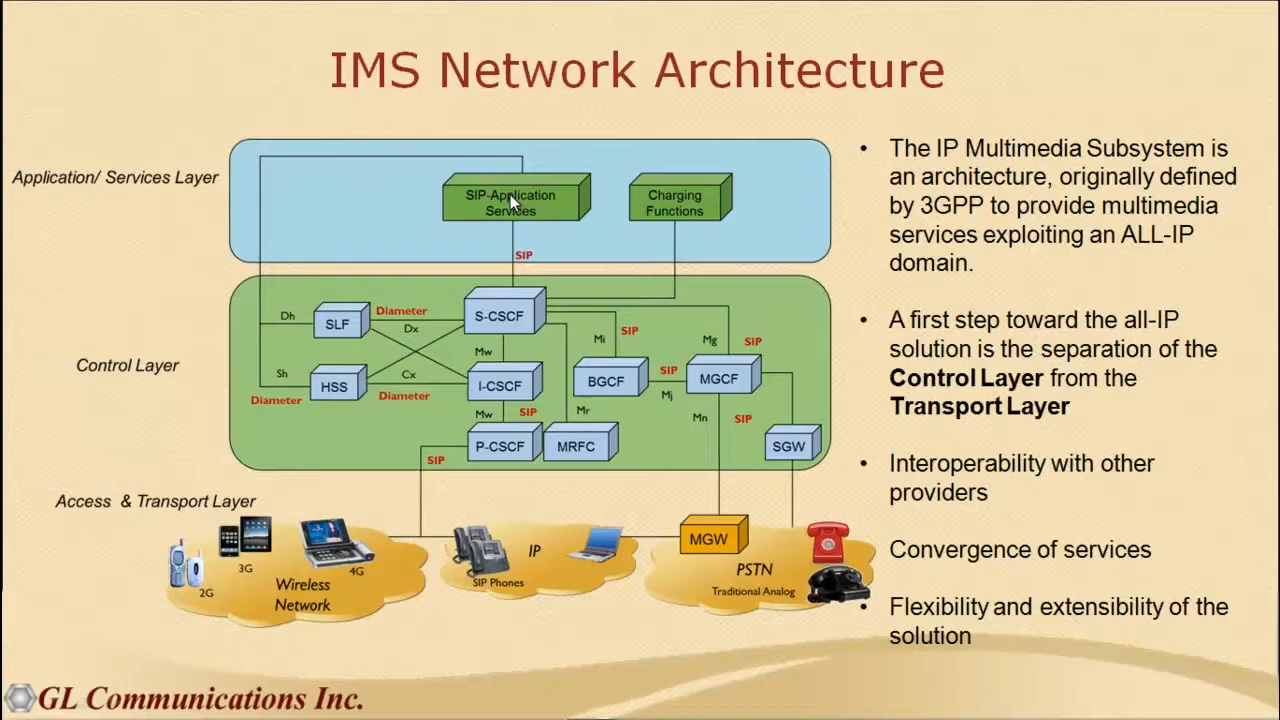 IMS Network Architecture
Application/ Services Layer
SIP-Application
Services
Charging
Functions
SIP
Control Layer
Dh
SLF
Diameter
Dx
S-CSCF
Mw
Mi
SIP
Mg
SIP
Sh
Diameter
HSS
Cx
Diameter
I-CSCF
Mw
SIP
BGCF
SIP
Mj
MGCF
Mr
Mn
SIP
P-CSCF
MRFC
SGW
SIP
Access & Transport Layer
2G
3G
4G
Wireless
Network
IP
SIP Phones
MGW
PSTN
Traditional Analog
• The IP Multimedia Subsystem is
an architecture, originally defined
by 3GPP to provide multimedia
services exploiting an ALL-IP
domain.
• A first step toward the all-IP
solution is the separation of the
Control Layer from the
Transport Layer
• Interoperability with other
providers
Convergence of services
• Flexibility and extensibility of the
solution
GL Communications Inc.